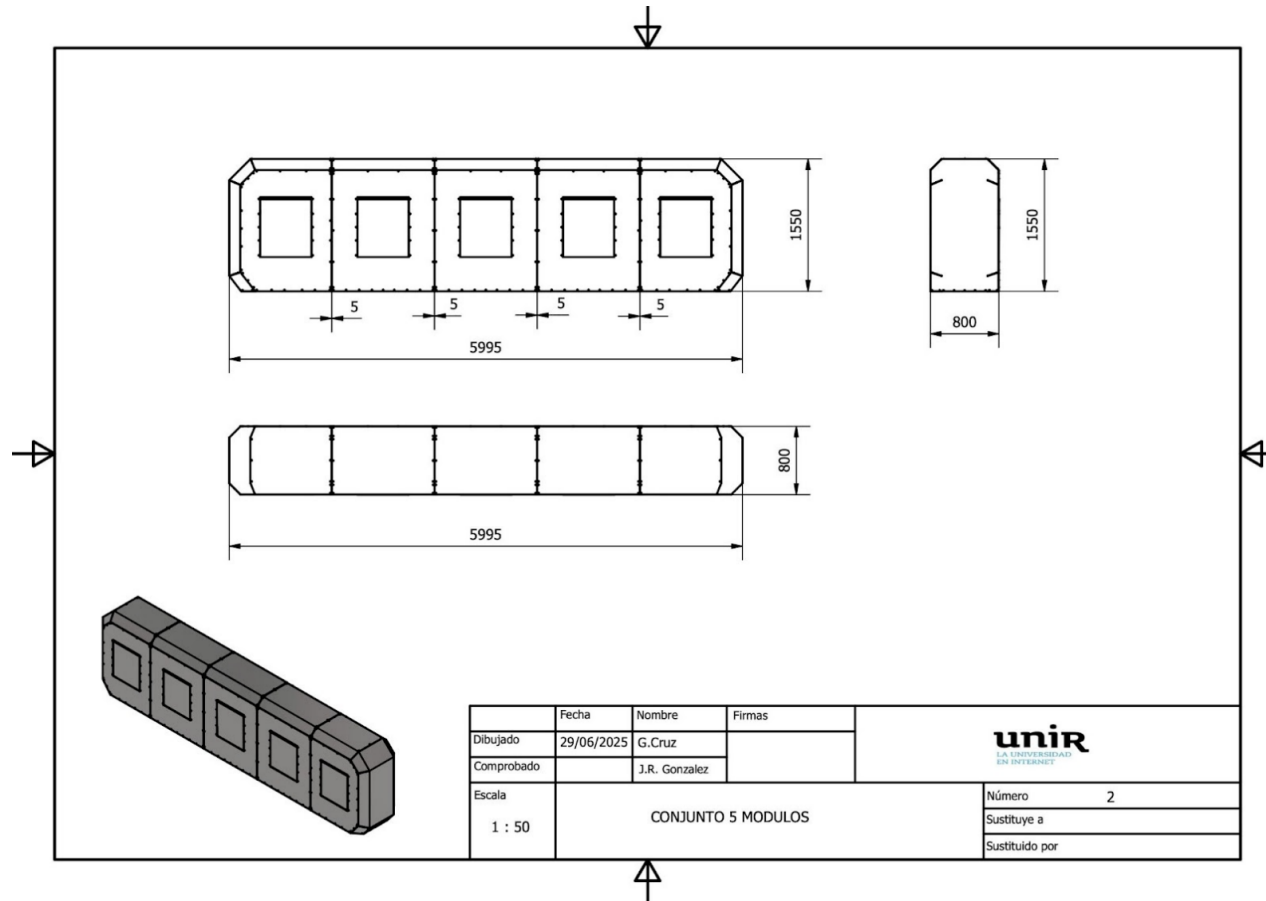 1550
1550
5
5
5
5
800
5995
800
5995
Fecha
Nombre
Firmas
Dibujado
29/06/2025
G.Cruz
Comprobado
J.R. Gonzalez
unir
LA UNIVERSIDAD
EN INTERNET
Escala
1 : 50
CONJUNTO 5 MODULOS
Número
2
Sustituye a
Sustituido por